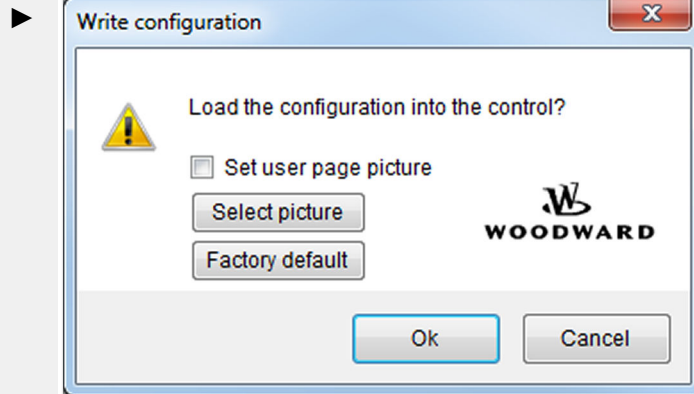 Write configuration
Load the configuration into the control?
Set user page picture
Select picture
WOODWARD
Factory default
Ok
Cancel